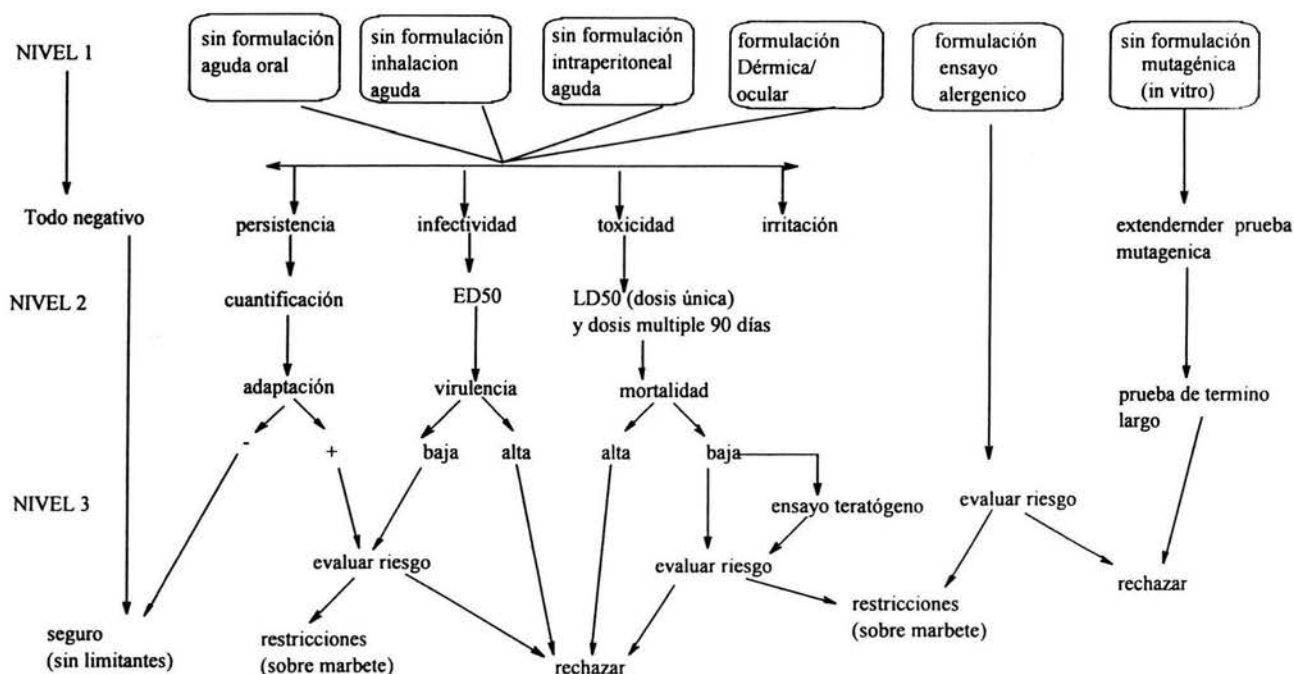 NIVEL 1
sin formulación
aguda oral
sin formulación
inhalacion
aguda
sin formulación
intraperitoneal
aguda
formulación
Dérmica/
ocular
formulación
ensayo
alergenico
sin formulación
mutagénica
(in vitro)
Todo negativo
persistencia
infectividad
toxicidad
irritación
extendernder prueba
mutagenica
NIVEL 2
cuantificación
ED50
LD50 (dosis única)
y dosis multiple 90 días
adaptación
virulencia
mortalidad
prueba de termino
largo
-
+
baja
alta
alta
baja
NIVEL 3
ensayo teratógeno
evaluar riesgo
evaluar riesgo
evaluar riesgo
rechazar
seguro
(sin limitantes)
restricciones
(sobre marbete)
rechazar
restricciones
(sobre marbete)